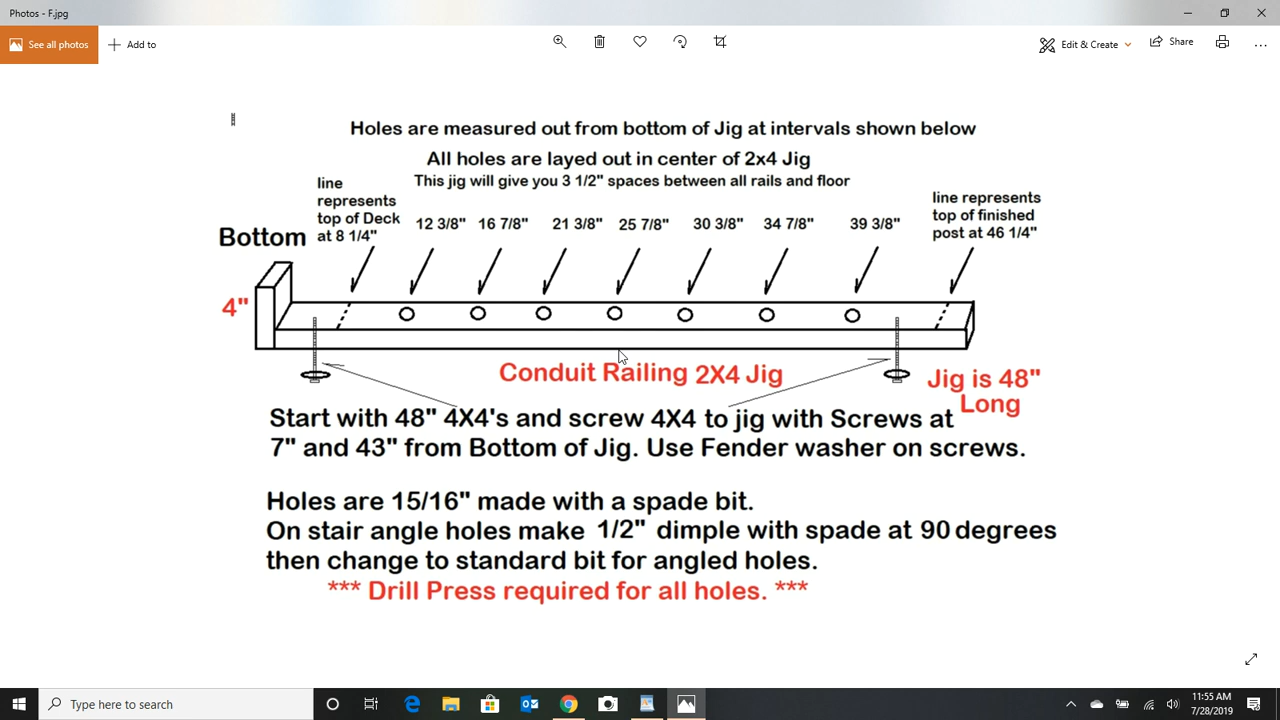 Photos - F.jpg
See all photos
Add to
Edit & Create
Share
Holes are measured out from bottom of Jig at intervals shown below
All holes are layed out in center of 2x4 Jig
This jig will give you 3 1/2" spaces between all rails and floor
line
represents
top of Deck
at 8 1/4"
12 3/8" 16 7/8" 21 3/8" 25 7/8" 30 3/8" 34 7/8" 39 3/8"
line represents
top of finished
post at 46 1/4"
Bottom
4"
Conduit Railing 2X4 Jig
Jig is 48"
Long
Start with 48" 4X4's and screw 4X4 to jig with Screws at
7" and 43" from Bottom of Jig. Use Fender washer on screws.
Holes are 15/16" made with a spade bit.
On stair angle holes make 1/2" dimple with spade at 90 degrees
then change to standard bit for angled holes.
*** Drill Press required for all holes. ***
Type here to search
11:55 AM
7/28/2019